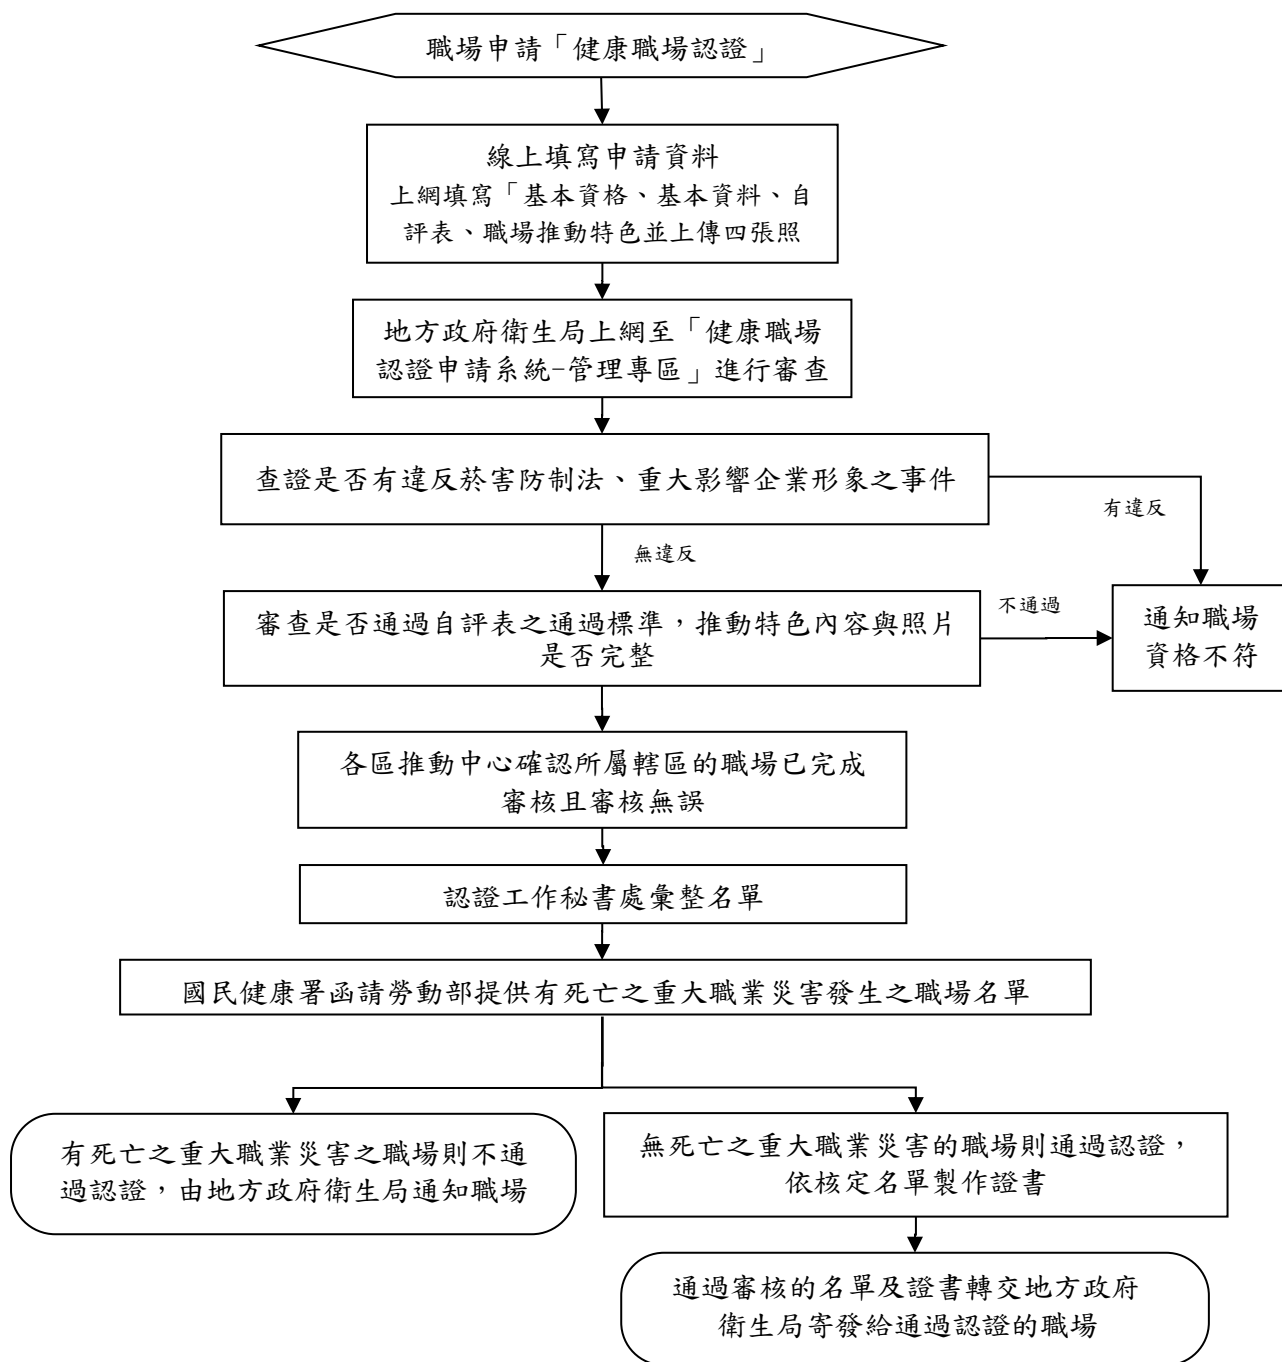 職場申請「健康職場認證」
線上填寫申請資料
上網填寫「基本資格、基本資料、自
評表、職場推動特色並上傳四張照
地方政府衛生局上網至「健康職場
認證申請系統-管理專區」進行審查
查證是否有違反菸害防制法、重大影響企業形象之事件
有違反
無違反
審查是否通過自評表之通過標準，推動特色內容與照片
是否完整
不通過
通知職場
資格不符
各區推動中心確認所屬轄區的職場已完成
審核且審核無誤
認證工作秘書處彙整名單
國民健康署函請勞動部提供有死亡之重大職業災害發生之職場名單
有死亡之重大職業災害之職場則不通
過認證，由地方政府衛生局通知職場
無死亡之重大職業災害的職場則通過認證，
依核定名單製作證書
通過審核的名單及證書轉交地方政府
衛生局寄發給通過認證的職場